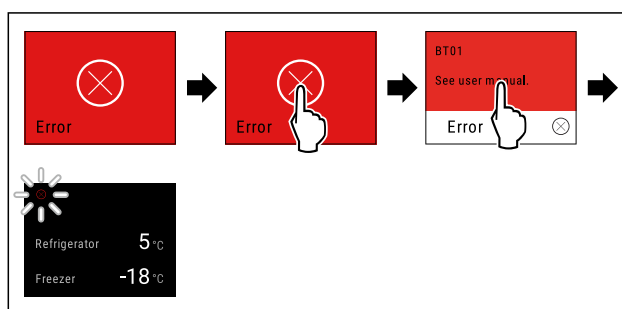 Error
Error
BT01
See user manual.
Error
Refrigerator 5 °C
Freezer -18 °C